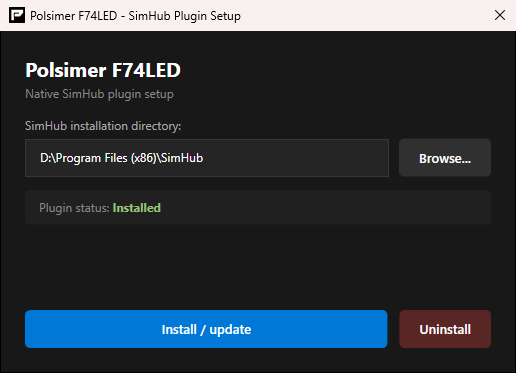 Polsimer F74LED - SimHub Plugin Setup
Polsimer F74LED
Native SimHub plugin setup
SimHub installation directory:
D:\Program Files (x86)\SimHub
Browse...
Plugin status: Installed
Install / update
Uninstall